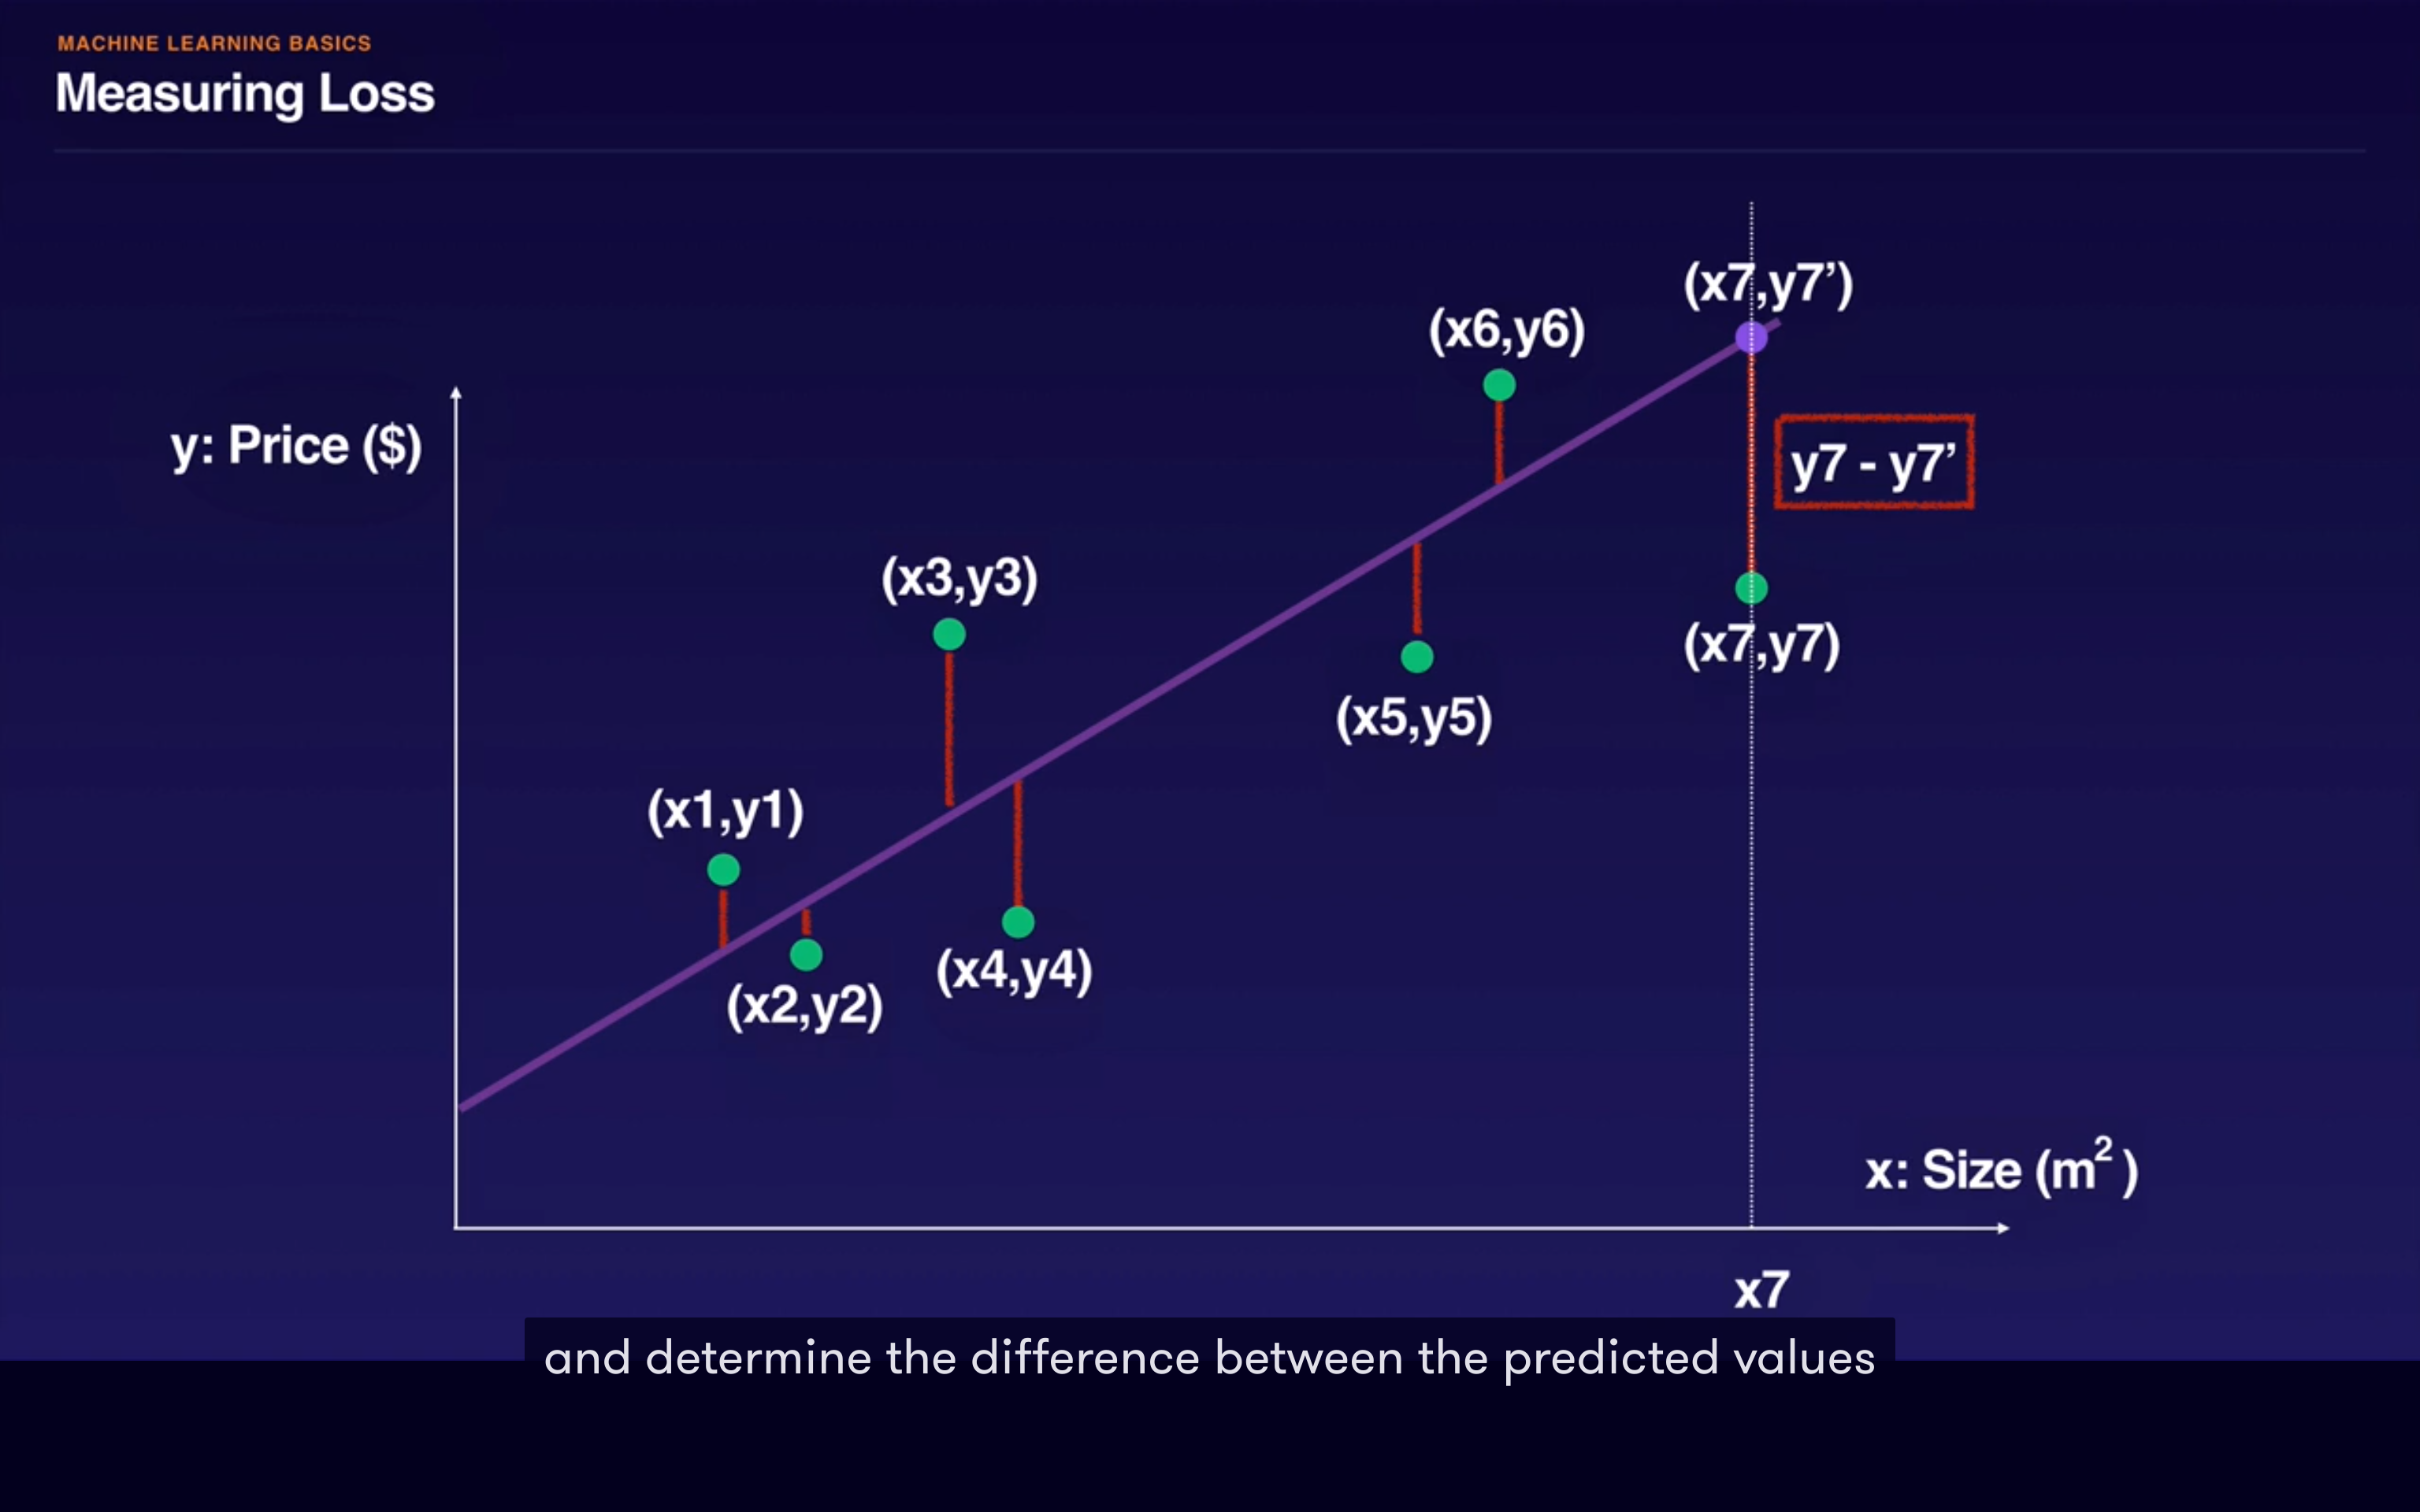 MACHINE LEARNING BASICS
Measuring Loss
(x7,y7’)
(x6,y6)
y: Price ($)
y7 - y7’
(x3,y3)
(x7,y7)
(x5,y5)
(x1,y1)
(x4,y4)
(x2,y2)
x: Size (m²)
x7
and determine the difference between the predicted values